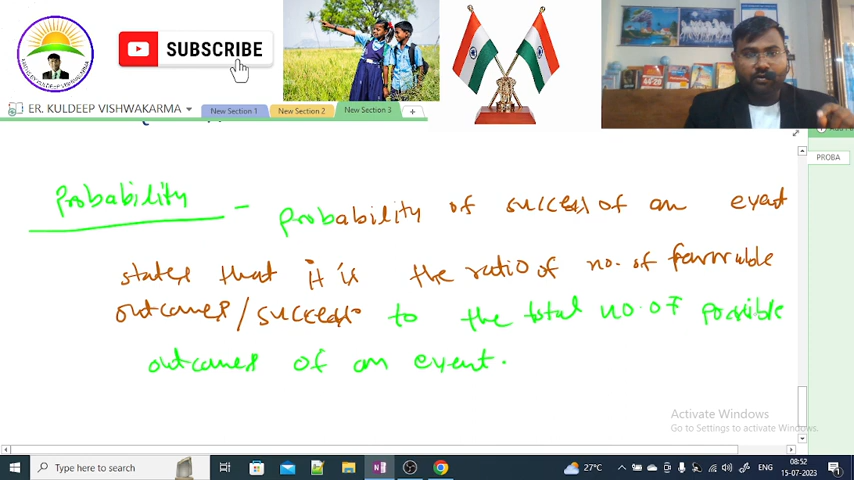 SUBSCRIBE
ER. KULDEEP VISHWAKARMA
New Section 1
New Section 2
New Section 3
+
PROBA
Probability - Probability of success of an event
states that it is the ratio of no. of favourable
outcomes/success to the total no. of possible
outcomes of an event.
Activate Windows
Go to Settings to activate Windows.
Type here to search
27°C
ENG
08:52
15-07-2023